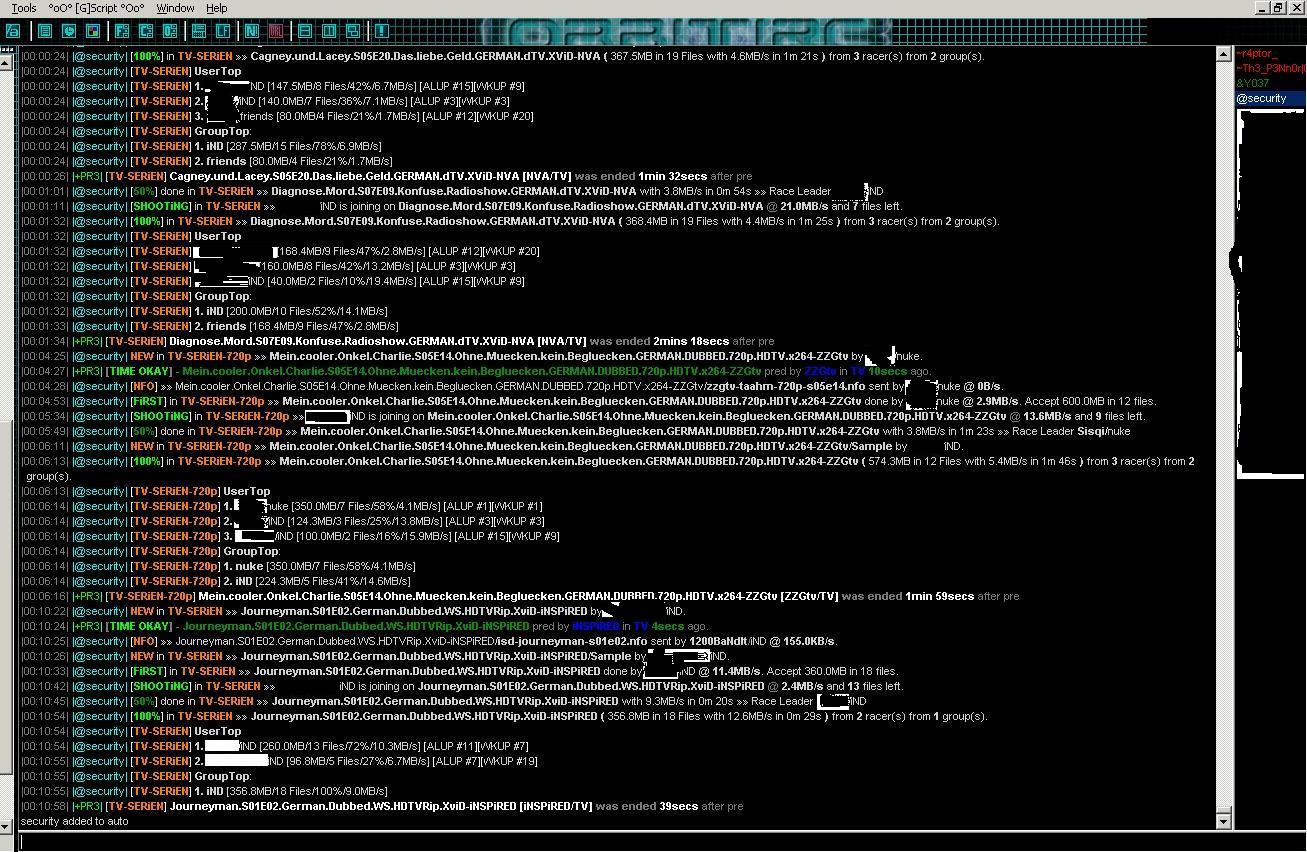 Tools °oO° [G]Script °Oo° Window Help
ORBITIRC
|00:00:24| |@security| [100%] in TV-SERiEN »» Cagney.und.Lacey.S05E20.Das.liebe.Geld.GERMAN.dTV.XViD-NVA ( 367.5MB in 19 Files with 4.6MB/s in 1m 21s ) from 3 racer(s) from 2 group(s).
|00:00:24| |@security| [TV-SERiEN] UserTop
|00:00:24| |@security| [TV-SERiEN] 1. ND [147.5MB/8 Files/42%/6.7MB/s] [ALUP #15][WKUP #9]
|00:00:24| |@security| [TV-SERiEN] 2. /iND [140.0MB/7 Files/36%/7.1MB/s] [ALUP #3][WKUP #3]
|00:00:24| |@security| [TV-SERiEN] 3. friends [80.0MB/4 Files/21%/1.7MB/s] [ALUP #12][WKUP #20]
|00:00:24| |@security| [TV-SERiEN] GroupTop:
|00:00:24| |@security| [TV-SERiEN] 1. iND [287.5MB/15 Files/78%/6.9MB/s]
|00:00:24| |@security| [TV-SERiEN] 2. friends [80.0MB/4 Files/21%/1.7MB/s]
|00:00:26| |+PR3| [TV-SERiEN] Cagney.und.Lacey.S05E20.Das.liebe.Geld.GERMAN.dTV.XViD-NVA [NVA/TV] was ended 1min 32secs after pre
|00:01:01| |@security| [50%] done in TV-SERiEN »» Diagnose.Mord.S07E09.Konfuse.Radioshow.GERMAN.dTV.XViD-NVA with 3.8MB/s in 0m 54s »» Race Leader iND
|00:01:11| |@security| [SHOOTiNG] in TV-SERiEN »» iND is joining on Diagnose.Mord.S07E09.Konfuse.Radioshow.GERMAN.dTV.XViD-NVA @ 21.0MB/s and 7 files left.
|00:01:32| |@security| [100%] in TV-SERiEN »» Diagnose.Mord.S07E09.Konfuse.Radioshow.GERMAN.dTV.XViD-NVA ( 368.4MB in 19 Files with 4.4MB/s in 1m 25s ) from 3 racer(s) from 2 group(s).
|00:01:32| |@security| [TV-SERiEN] UserTop
|00:01:32| |@security| [TV-SERiEN] [168.4MB/9 Files/47%/2.8MB/s] [ALUP #12][WKUP #20]
|00:01:32| |@security| [TV-SERiEN] 160.0MB/8 Files/42%/13.2MB/s] [ALUP #3][WKUP #3]
|00:01:32| |@security| [TV-SERiEN] /iND [40.0MB/2 Files/10%/19.4MB/s] [ALUP #15][WKUP #9]
|00:01:32| |@security| [TV-SERiEN] GroupTop:
|00:01:32| |@security| [TV-SERiEN] 1. iND [200.0MB/10 Files/52%/14.1MB/s]
|00:01:33| |@security| [TV-SERiEN] 2. friends [168.4MB/9 Files/47%/2.8MB/s]
|00:01:34| |+PR3| [TV-SERiEN] Diagnose.Mord.S07E09.Konfuse.Radioshow.GERMAN.dTV.XViD-NVA [NVA/TV] was ended 2mins 18secs after pre
|00:04:25| |@security| NEW in TV-SERiEN-720p »» Mein.cooler.Onkel.Charlie.S05E14.Ohne.Muecken.kein.Begluecken.GERMAN.DUBBED.720p.HDTV.x264-ZZGtv by /nuke.
|00:04:27| |+PR3| [TIME OKAY] - Mein.cooler.Onkel.Charlie.S05E14.Ohne.Muecken.kein.Begluecken.GERMAN.DUBBED.720p.HDTV.x264-ZZGtv pred by ZZGtv in TV 10secs ago.
|00:04:28| |@security| [NFO] »» Mein.cooler.Onkel.Charlie.S05E14.Ohne.Muecken.kein.Begluecken.GERMAN.DUBBED.720p.HDTV.x264-ZZGtv/zzgtv-taahm-720p-s05e14.nfo sent by nuke @ 0B/s.
|00:04:53| |@security| [FiRST] in TV-SERiEN-720p »» Mein.cooler.Onkel.Charlie.S05E14.Ohne.Muecken.kein.Begluecken.GERMAN.DUBBED.720p.HDTV.x264-ZZGtv done by nuke @ 2.9MB/s. Accept 600.0MB in 12 files.
|00:05:34| |@security| [SHOOTiNG] in TV-SERiEN-720p »» iND is joining on Mein.cooler.Onkel.Charlie.S05E14.Ohne.Muecken.kein.Begluecken.GERMAN.DUBBED.720p.HDTV.x264-ZZGtv @ 13.6MB/s and 9 files left.
|00:05:49| |@security| [50%] done in TV-SERiEN-720p »» Mein.cooler.Onkel.Charlie.S05E14.Ohne.Muecken.kein.Begluecken.GERMAN.DUBBED.720p.HDTV.x264-ZZGtv with 3.8MB/s in 1m 23s »» Race Leader Sisqi/nuke
|00:06:11| |@security| NEW in TV-SERiEN-720p »» Mein.cooler.Onkel.Charlie.S05E14.Ohne.Muecken.kein.Begluecken.GERMAN.DUBBED.720p.HDTV.x264-ZZGtv/Sample by iND.
|00:06:13| |@security| [100%] in TV-SERiEN-720p »» Mein.cooler.Onkel.Charlie.S05E14.Ohne.Muecken.kein.Begluecken.GERMAN.DUBBED.720p.HDTV.x264-ZZGtv ( 574.3MB in 12 Files with 5.4MB/s in 1m 46s ) from 3 racer(s) from 2
group(s).
|00:06:13| |@security| [TV-SERiEN-720p] UserTop
|00:06:14| |@security| [TV-SERiEN-720p] 1. nuke [350.0MB/7 Files/58%/4.1MB/s] [ALUP #1][WKUP #1]
|00:06:14| |@security| [TV-SERiEN-720p] 2. /iND [124.3MB/3 Files/25%/13.8MB/s] [ALUP #3][WKUP #3]
|00:06:14| |@security| [TV-SERiEN-720p] 3. /iND [100.0MB/2 Files/16%/15.9MB/s] [ALUP #15][WKUP #9]
|00:06:14| |@security| [TV-SERiEN-720p] GroupTop:
|00:06:14| |@security| [TV-SERiEN-720p] 1. nuke [350.0MB/7 Files/58%/4.1MB/s]
|00:06:14| |@security| [TV-SERiEN-720p] 2. iND [224.3MB/5 Files/41%/14.6MB/s]
|00:06:16| |+PR3| [TV-SERiEN-720p] Mein.cooler.Onkel.Charlie.S05E14.Ohne.Muecken.kein.Begluecken.GERMAN.DUBBED.720p.HDTV.x264-ZZGtv [ZZGtv/TV] was ended 1min 59secs after pre
|00:10:22| |@security| NEW in TV-SERiEN »» Journeyman.S01E02.German.Dubbed.WS.HDTVRip.XviD-iNSPiRED by iND.
|00:10:24| |+PR3| [TIME OKAY] - Journeyman.S01E02.German.Dubbed.WS.HDTVRip.XviD-iNSPiRED pred by iNSPiRED in TV 4secs ago.
|00:10:25| |@security| [NFO] »» Journeyman.S01E02.German.Dubbed.WS.HDTVRip.XviD-iNSPiRED/isd-journeyman-s01e02.nfo sent by 1200BaNdIt/iND @ 155.0KB/s.
|00:10:26| |@security| NEW in TV-SERiEN »» Journeyman.S01E02.German.Dubbed.WS.HDTVRip.XviD-iNSPiRED/Sample by iND.
|00:10:33| |@security| [FiRST] in TV-SERiEN »» Journeyman.S01E02.German.Dubbed.WS.HDTVRip.XviD-iNSPiRED done by iND @ 11.4MB/s. Accept 360.0MB in 18 files.
|00:10:42| |@security| [SHOOTiNG] in TV-SERiEN »» iND is joining on Journeyman.S01E02.German.Dubbed.WS.HDTVRip.XviD-iNSPiRED @ 2.4MB/s and 13 files left.
|00:10:45| |@security| [50%] done in TV-SERiEN »» Journeyman.S01E02.German.Dubbed.WS.HDTVRip.XviD-iNSPiRED with 9.3MB/s in 0m 20s »» Race Leader iND
|00:10:54| |@security| [100%] in TV-SERiEN »» Journeyman.S01E02.German.Dubbed.WS.HDTVRip.XviD-iNSPiRED ( 356.8MB in 18 Files with 12.6MB/s in 0m 29s ) from 2 racer(s) from 1 group(s).
|00:10:54| |@security| [TV-SERiEN] UserTop
|00:10:54| |@security| [TV-SERiEN] 1. /iND [260.0MB/13 Files/72%/10.3MB/s] [ALUP #11][WKUP #7]
|00:10:54| |@security| [TV-SERiEN] 2. iND [96.8MB/5 Files/27%/6.7MB/s] [ALUP #7][WKUP #19]
|00:10:55| |@security| [TV-SERiEN] GroupTop:
|00:10:55| |@security| [TV-SERiEN] 1. iND [356.8MB/18 Files/100%/9.0MB/s]
|00:10:58| |+PR3| [TV-SERiEN] Journeyman.S01E02.German.Dubbed.WS.HDTVRip.XviD-iNSPiRED [iNSPiRED/TV] was ended 39secs after pre
security added to auto
~r4ptor_
~Th3_P3Nn0r|
&Y037
@security